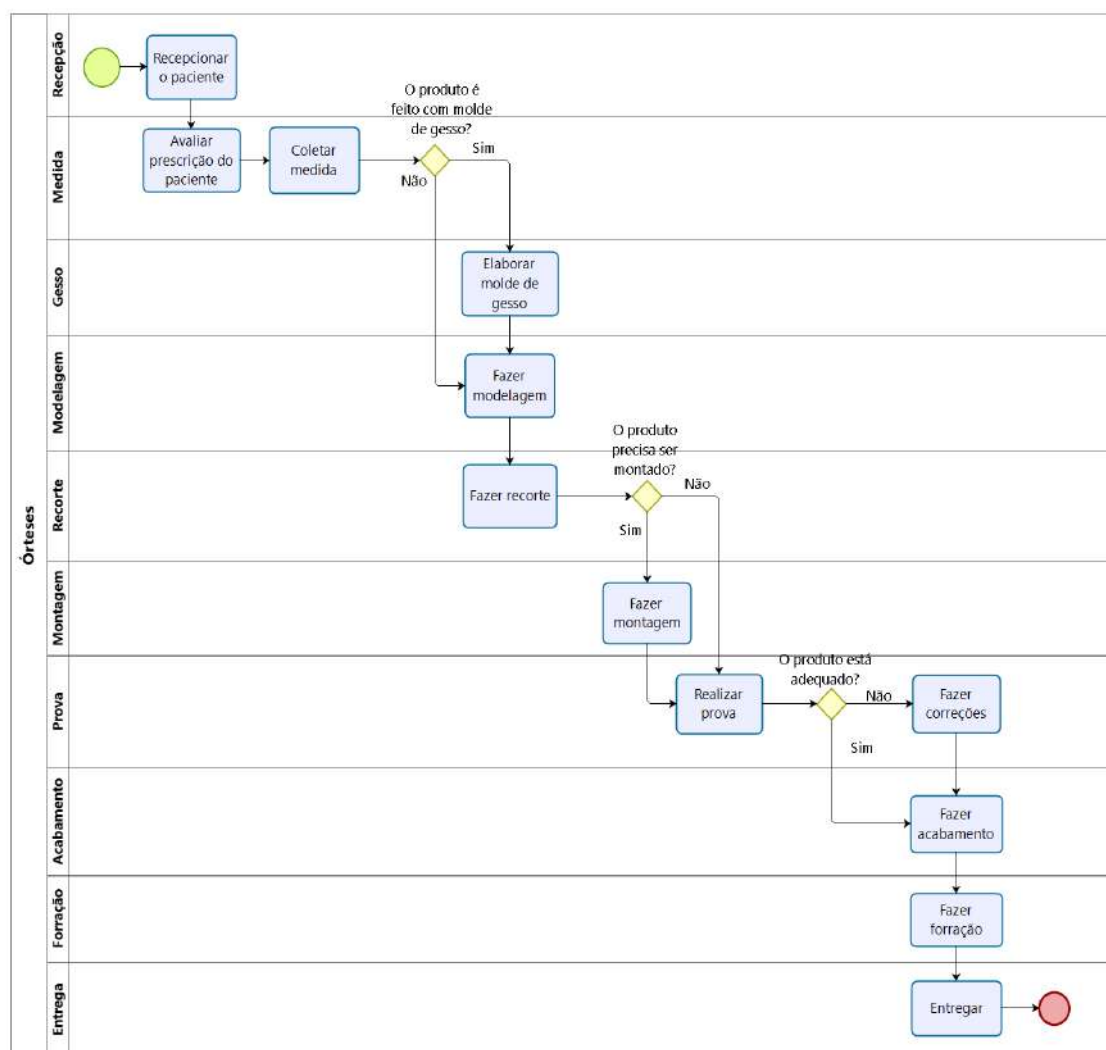 Órteses
Recepção
Recepcionar
o paciente
O produto é
feito com molde
de gesso?
Medida
Avaliar
prescrição do
paciente
Coletar
medida
Sim
Não
Gesso
Elaborar
molde de
gesso
Modelagem
Fazer
modelagem
O produto
precisa ser
montado?
Recorte
Fazer recorte
Não
Sim
Montagem
Fazer
montagem
O produto está
adequado?
Prova
Realizar
prova
Não
Fazer
correções
Sim
Acabamento
Fazer
acabamento
Forração
Fazer
forração
Entrega
Entregar